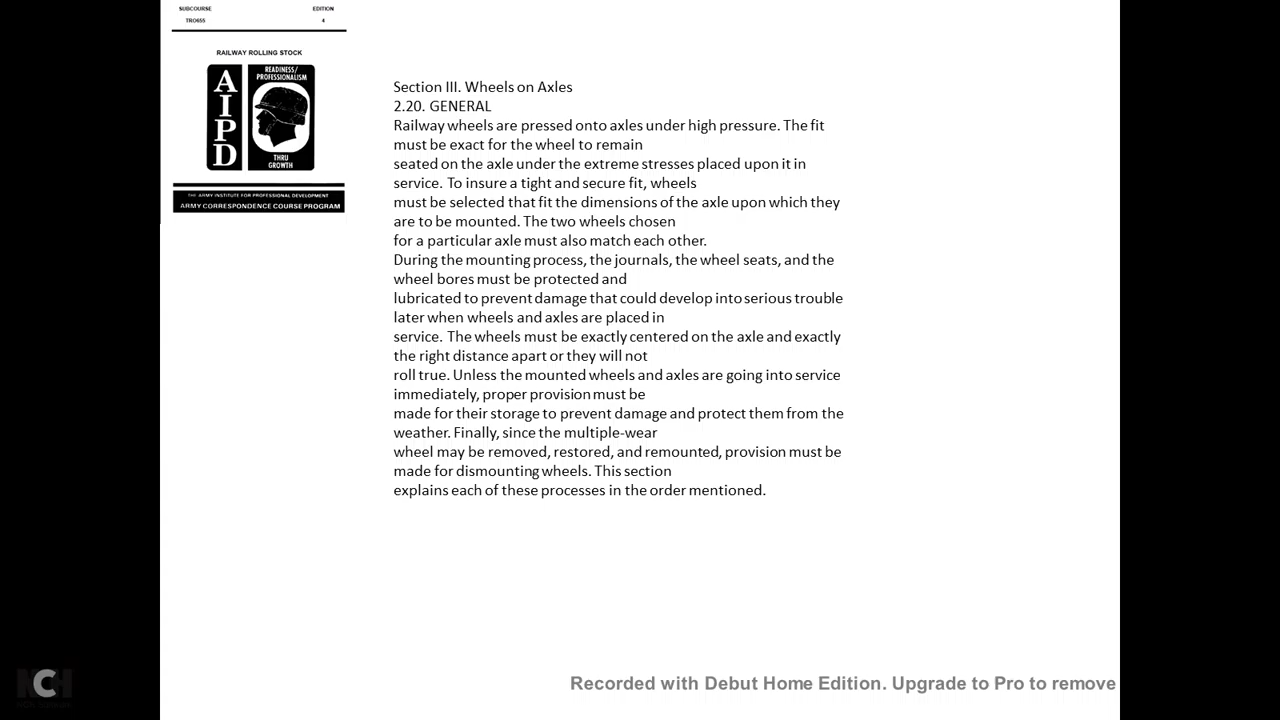 SUBCOURSE EDITION
TRO655 4
RAILWAY ROLLING STOCK
AIPD
READINESS/
PROFESSIONALISM
THRU
GROWTH
THE ARMY INSTITUTE FOR PROFESSIONAL DEVELOPMENT
ARMY CORRESPONDENCE COURSE PROGRAM
Section III. Wheels on Axles
2.20. GENERAL
Railway wheels are pressed onto axles under high pressure. The fit
must be exact for the wheel to remain
seated on the axle under the extreme stresses placed upon it in
service. To insure a tight and secure fit, wheels
must be selected that fit the dimensions of the axle upon which they
are to be mounted. The two wheels chosen
for a particular axle must also match each other.
During the mounting process, the journals, the wheel seats, and the
wheel bores must be protected and
lubricated to prevent damage that could develop into serious trouble
later when wheels and axles are placed in
service. The wheels must be exactly centered on the axle and exactly
the right distance apart or they will not
roll true. Unless the mounted wheels and axles are going into service
immediately, proper provision must be
made for their storage to prevent damage and protect them from the
weather. Finally, since the multiple-wear
wheel may be removed, restored, and remounted, provision must be
made for dismounting wheels. This section
explains each of these processes in the order mentioned.
NCH
Recorded with Debut Home Edition. Upgrade to Pro to remove